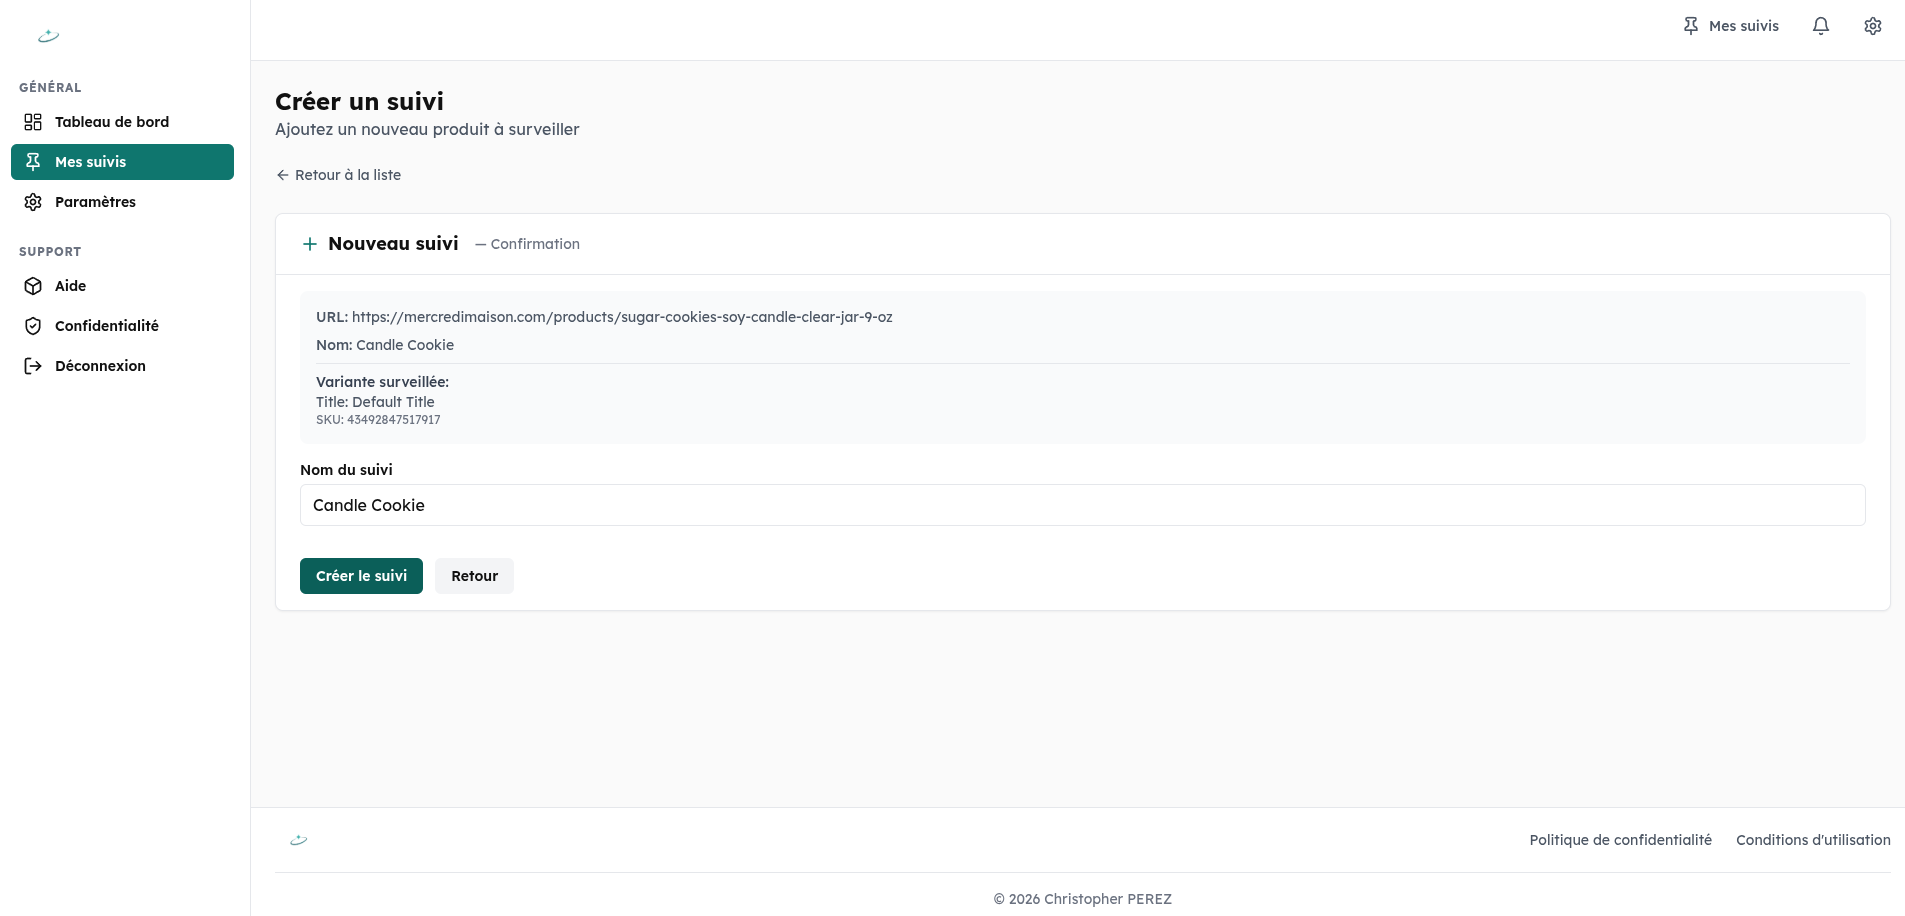 Mes suivis
GÉNÉRAL
Tableau de bord
Mes suivis
Paramètres
SUPPORT
Aide
Confidentialité
Déconnexion
Créer un suivi
Ajoutez un nouveau produit à surveiller
← Retour à la liste
+ Nouveau suivi — Confirmation
URL: https://mercredimaison.com/products/sugar-cookies-soy-candle-clear-jar-9-oz
Nom: Candle Cookie
Variante surveillée:
Title: Default Title
SKU: 43492847517917
Nom du suivi
Candle Cookie
Créer le suivi Retour
Politique de confidentialité Conditions d'utilisation
© 2026 Christopher PEREZ